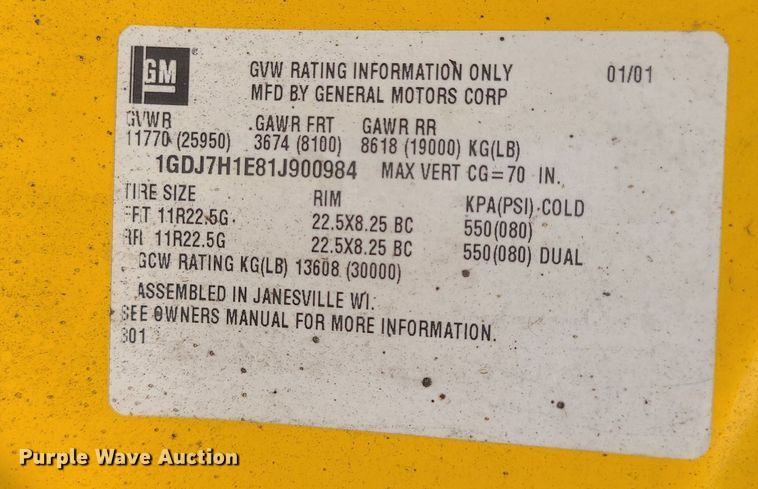 GM
GVW RATING INFORMATION ONLY 01/01
MFD BY GENERAL MOTORS CORP
GVWR GAWR FRT GAWR RR
11770 (25950) 3674 (8100) 8618 (19000) KG(LB)
1GDJ7H1E81J900984 MAX VERT CG=70 IN.
TIRE SIZE RIM KPA(PSI) COLD
FRT 11R22.5G 22.5X8.25 BC 550(080)
RR 11R22.5G 22.5X8.25 BC 550(080) DUAL
GCW RATING KG(LB) 13608 (30000)
ASSEMBLED IN JANESVILLE WI.
SEE OWNERS MANUAL FOR MORE INFORMATION.
801
Purple Wave Auction